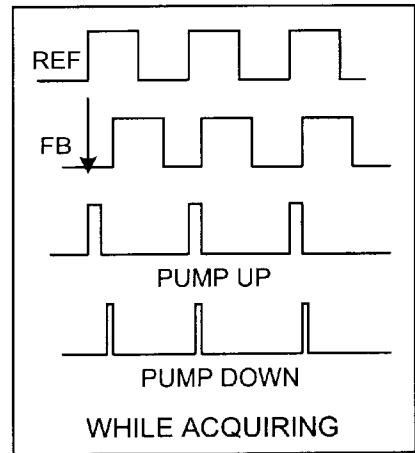 REF
FB
PUMP UP
PUMP DOWN
WHILE ACQUIRING